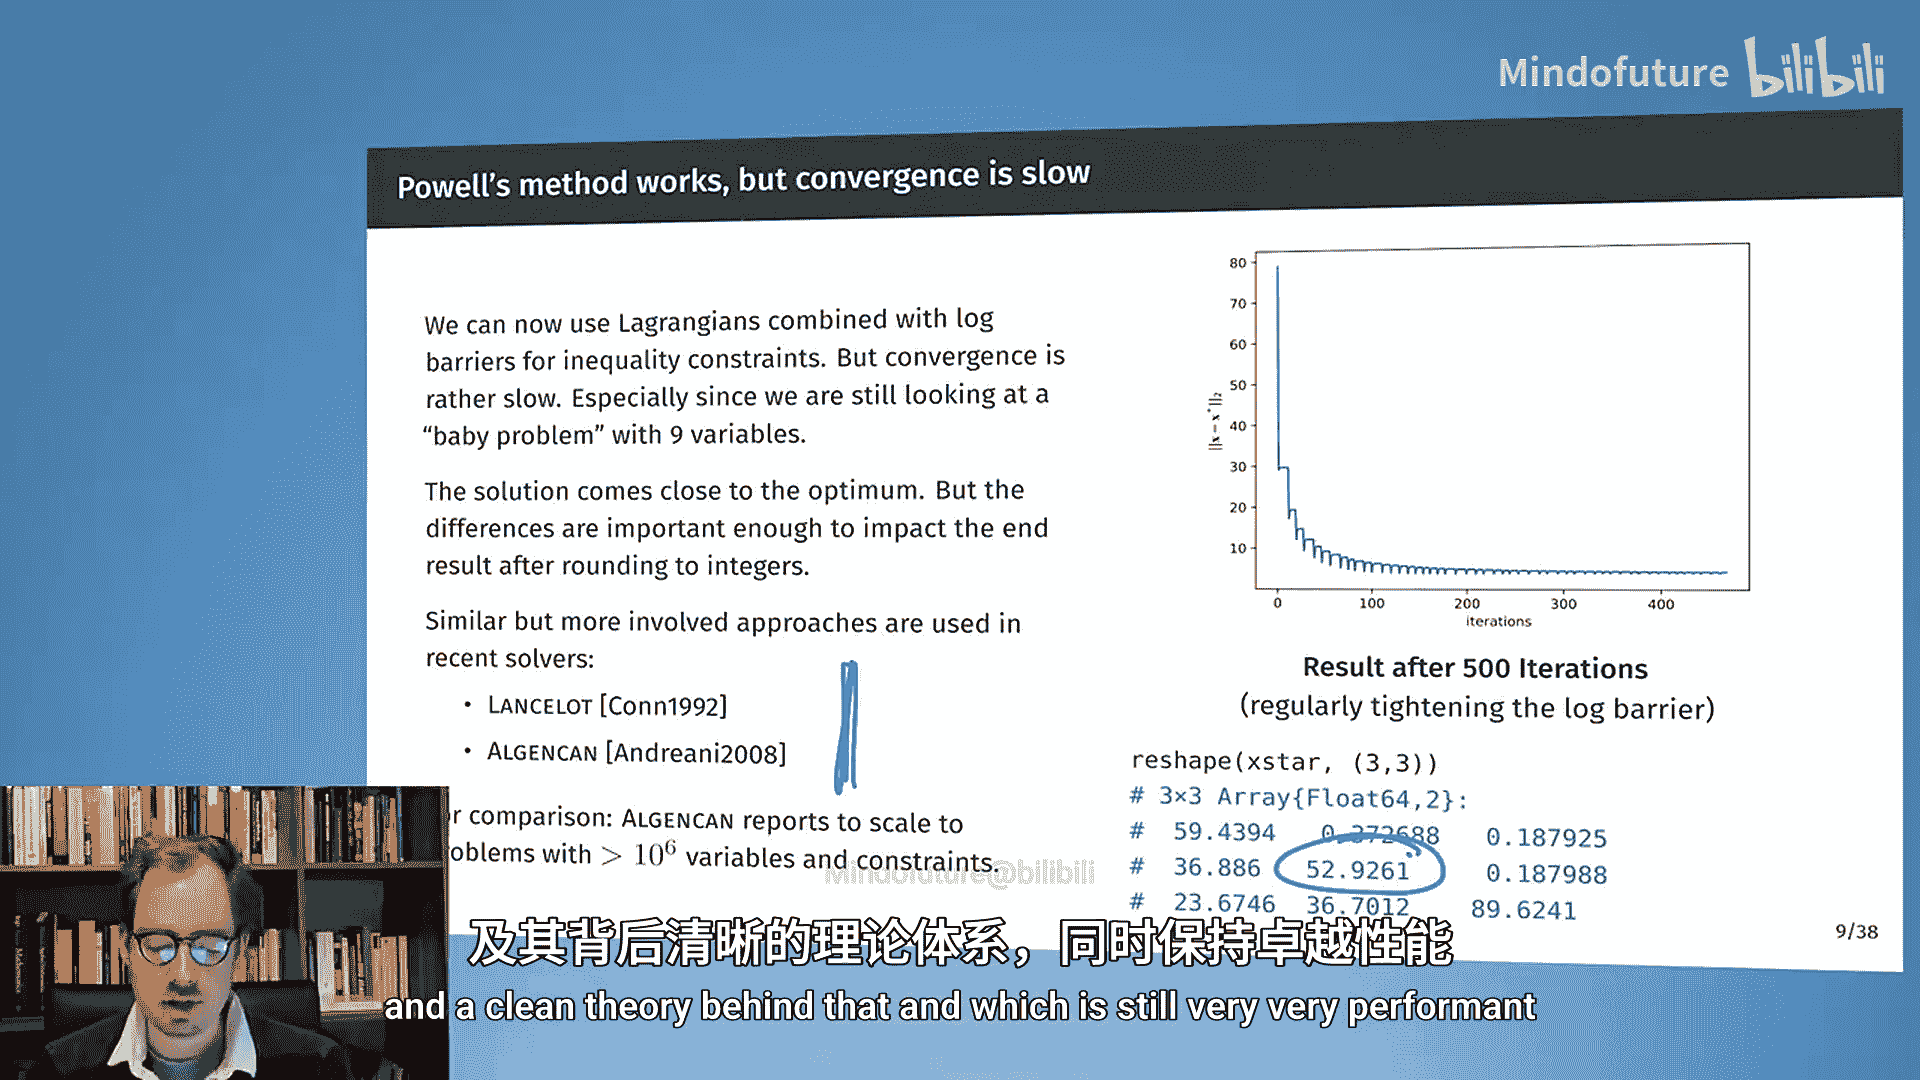 Mindofuture bilibili
Powell's method works, but convergence is slow
We can now use Lagrangians combined with log
barriers for inequality constraints. But convergence is
rather slow. Especially since we are still looking at a
“baby problem” with 9 variables.
The solution comes close to the optimum. But the
differences are important enough to impact the end
result after rounding to integers.
Similar but more involved approaches are used in
recent solvers:
• LANCELOT [Conn1992]
• ALGENCAN [Andreani2008]
r comparison: ALGENCAN reports to scale to
oblems with > 10⁶ variables and constraints.
80
70
60
50
40
30
20
10
||x − x*||₂
0 100 200 300 400
iterations
Result after 500 Iterations
(regularly tightening the log barrier)
reshape(xstar, (3,3))
# 3×3 Array{Float64,2}:
# 59.4394 0.372688 0.187925
# 36.886 52.9261 0.187988
# 23.6746 36.7012 89.6241
9/38
Mindofuture@bilibili
及其背后清晰的理论体系，同时保持卓越性能
and a clean theory behind that and which is still very very performant